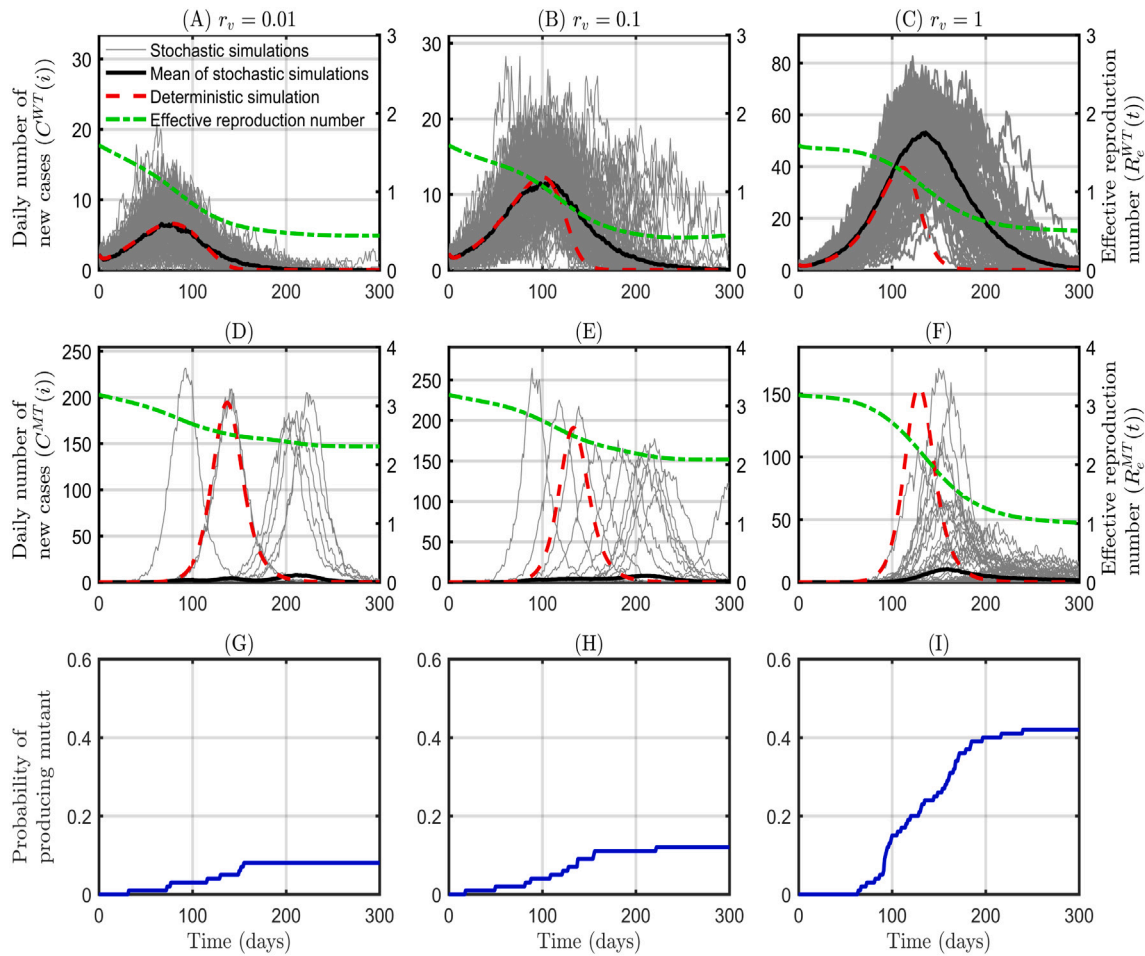 (A) r_v = 0.01
(B) r_v = 0.1
(C) r_v = 1
Daily number of
new cases (C^{WT}(i))
30
20
10
0
Stochastic simulations
Mean of stochastic simulations
Deterministic simulation
Effective reproduction number
3
2
1
0
0 100 200 300
30
20
10
0
3
2
1
0
0 100 200 300
80
60
40
20
0
3
2
1
0
0 100 200 300
Effective reproduction
number (R_e^{WT}(t))
(D)
(E)
(F)
Daily number of
new cases (C^{MT}(i))
250
200
150
100
50
0
4
3
2
1
0
0 100 200 300
250
200
150
100
50
0
4
3
2
1
0
0 100 200 300
150
100
50
0
4
3
2
1
0
0 100 200 300
Effective reproduction
number (R_e^{MT}(t))
(G)
(H)
(I)
Probability of
producing mutant
0.6
0.4
0.2
0
0 100 200 300
Time (days)
0.6
0.4
0.2
0
0 100 200 300
Time (days)
0.6
0.4
0.2
0
0 100 200 300
Time (days)